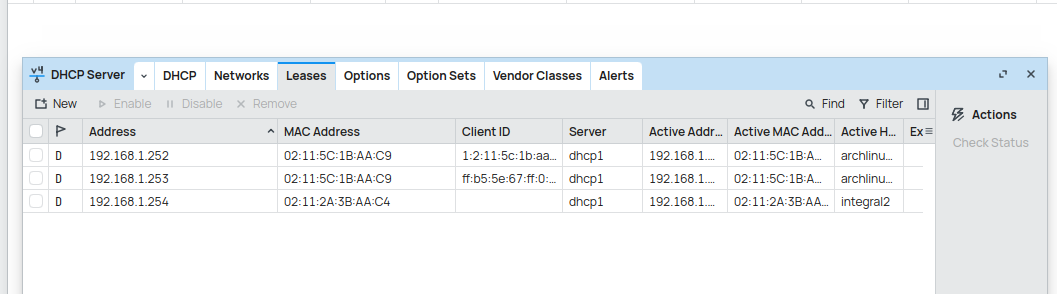 v4 DHCP Server DHCP Networks Leases Options Option Sets Vendor Classes Alerts
New Enable Disable Remove Find Filter
Address MAC Address Client ID Server Active Addr... Active MAC Add... Active H... Ex
D 192.168.1.252 02:11:5C:1B:AA:C9 1:2:11:5c:1b:aa... dhcp1 192.168.1.... 02:11:5C:1B:A... archlinu...
D 192.168.1.253 02:11:5C:1B:AA:C9 ff:b5:5e:67:ff:0:... dhcp1 192.168.1.... 02:11:5C:1B:A... archlinu...
D 192.168.1.254 02:11:2A:3B:AA:C4 dhcp1 192.168.1.... 02:11:2A:3B:AA... integral2
Actions
Check Status